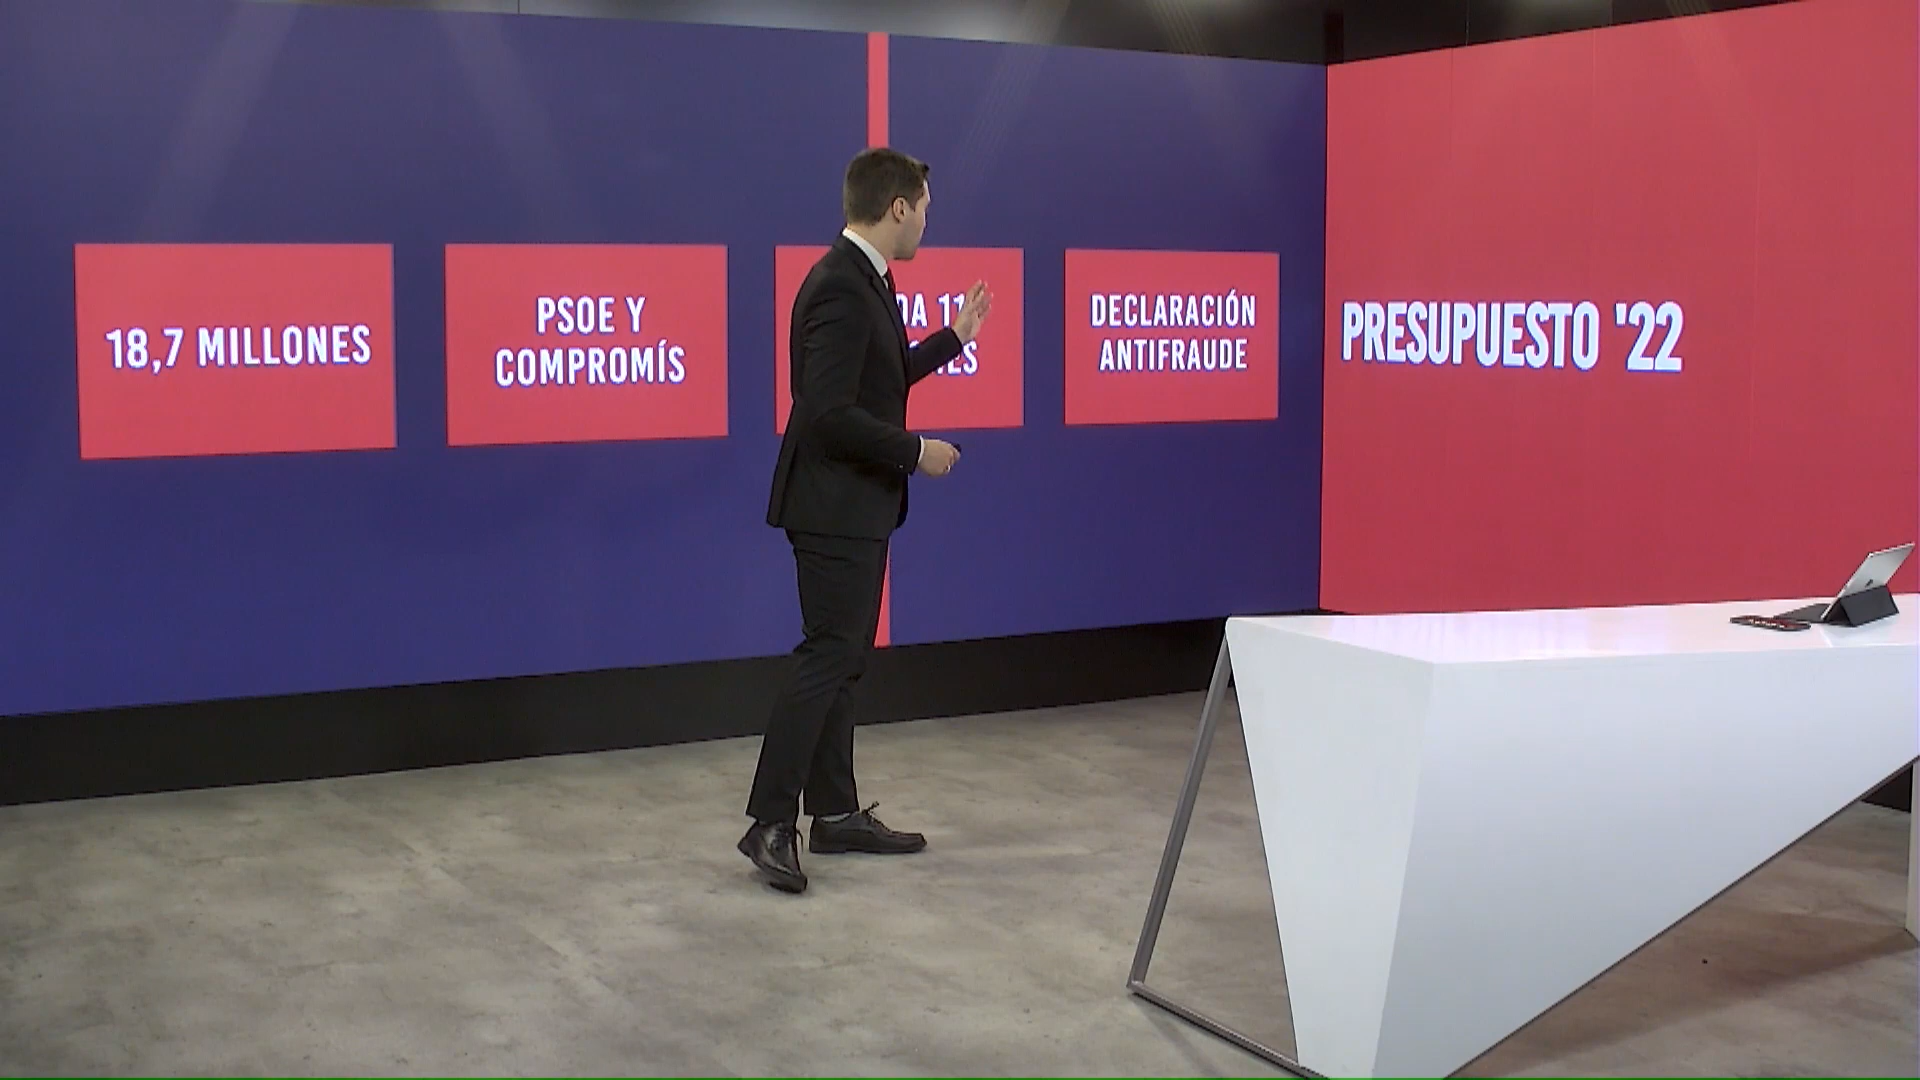 18,7 MILLONES
PSOE Y
COMPROMÍS
DECLARACIÓN
ANTIFRAUDE
PRESUPUESTO '22